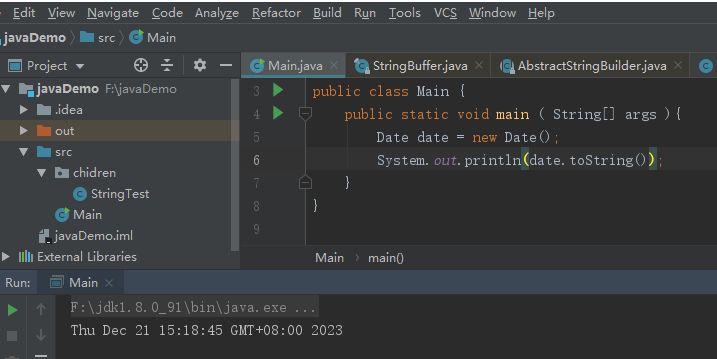 Edit View Navigate Code Analyze Refactor Build Run Tools VCS Window Help
javaDemo src Main
Project Main.java StringBuffer.java AbstractStringBuilder.java
javaDemo F:\javaDemo
.idea
out
src
chidren
StringTest
Main
javaDemo.iml
External Libraries
3 public class Main {
4 public static void main ( String[] args ){
5 Date date = new Date();
6 System.out.println(date.toString());
7 }
8 }
9
Main main()
Run: Main
F:\jdk1.8.0_91\bin\java.exe ...
Thu Dec 21 15:18:45 GMT+08:00 2023